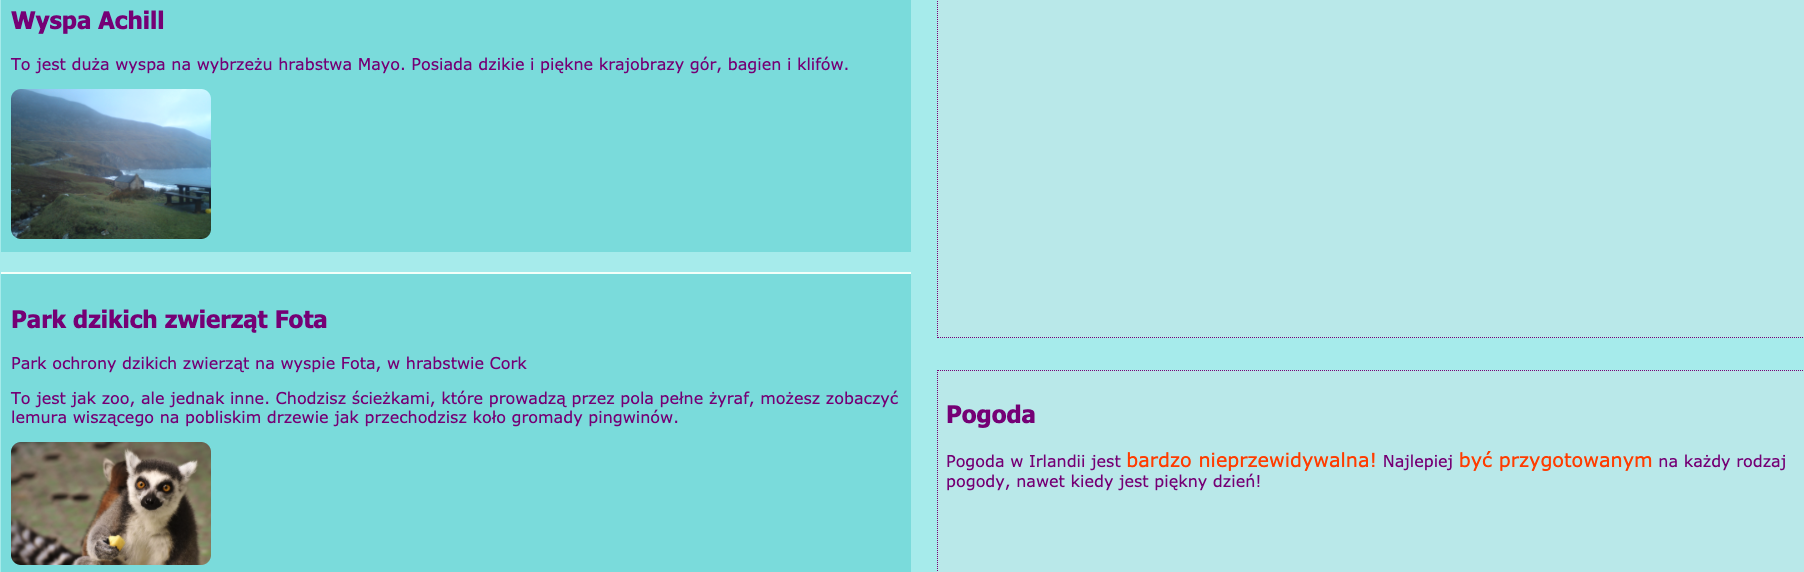 Wyspa Achill
To jest duża wyspa na wybrzeżu hrabstwa Mayo. Posiada dzikie i piękne krajobrazy gór, bagien i klifów.
Park dzikich zwierząt Fota
Park ochrony dzikich zwierząt na wyspie Fota, w hrabstwie Cork
To jest jak zoo, ale jednak inne. Chodzisz ścieżkami, które prowadzą przez pola pełne żyraf, możesz zobaczyć
lemura wiszącego na pobliskim drzewie jak przechodzisz koło gromady pingwinów.
Pogoda
Pogoda w Irlandii jest bardzo nieprzewidywalna! Najlepiej być przygotowanym na każdy rodzaj
pogody, nawet kiedy jest piękny dzień!